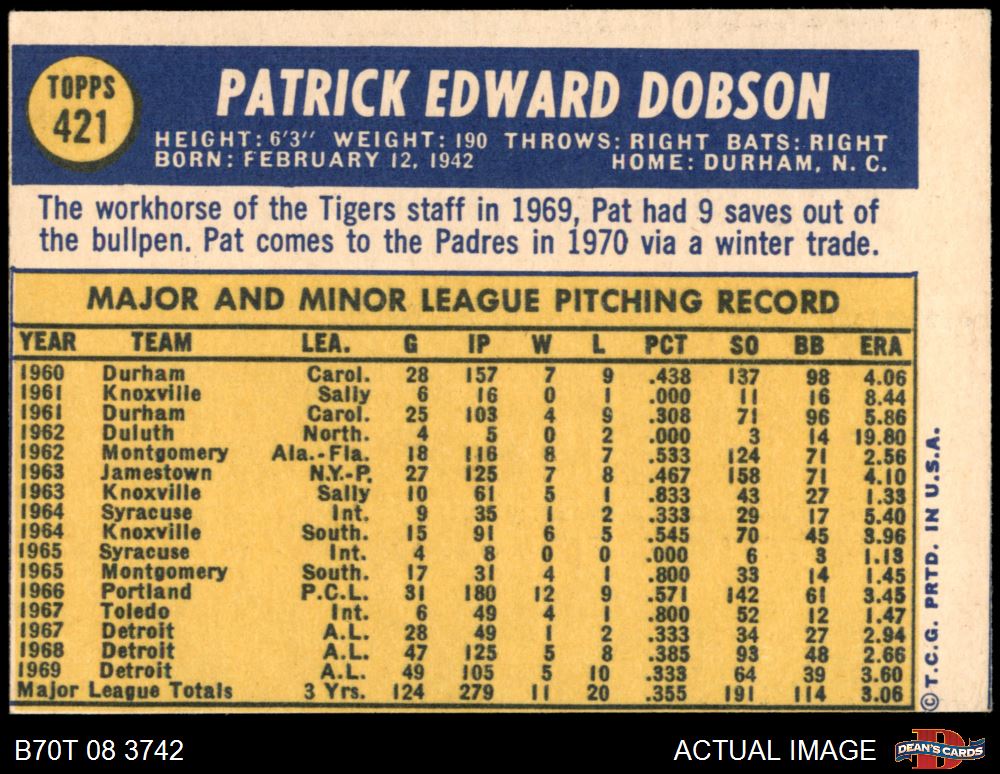 TOPPS
421
PATRICK EDWARD DOBSON
HEIGHT: 6'3" WEIGHT: 190 THROWS: RIGHT BATS: RIGHT
BORN: FEBRUARY 12, 1942 HOME: DURHAM, N. C.
The workhorse of the Tigers staff in 1969, Pat had 9 saves out of
the bullpen. Pat comes to the Padres in 1970 via a winter trade.
MAJOR AND MINOR LEAGUE PITCHING RECORD
YEAR TEAM LEA. G IP W L PCT SO BB ERA
1960 Durham Carol. 28 157 7 9 .438 137 98 4.06
1961 Knoxville Sally 6 16 0 1 .000 11 16 8.44
1961 Durham Carol. 25 103 4 9 .308 71 96 5.86
1962 Duluth North. 4 5 0 2 .000 3 14 19.80
1962 Montgomery Ala.-Fla. 18 116 8 7 .533 124 71 2.56
1963 Jamestown N.Y.-P. 27 125 7 8 .467 158 71 4.10
1963 Knoxville Sally 10 61 5 1 .833 43 27 1.33
1964 Syracuse Int. 9 35 1 2 .333 29 17 5.40
1964 Knoxville South. 15 91 6 5 .545 70 45 3.96
1965 Syracuse Int. 4 8 0 0 .000 6 3 1.13
1965 Montgomery South. 17 31 4 1 .800 33 14 1.45
1966 Portland P.C.L. 31 180 12 9 .571 142 61 3.45
1967 Toledo Int. 6 49 4 1 .800 52 12 1.47
1967 Detroit A.L. 28 49 1 2 .333 34 27 2.94
1968 Detroit A.L. 47 125 5 8 .385 93 48 2.66
1969 Detroit A.L. 49 105 5 10 .333 64 39 3.60
Major League Totals 3 Yrs. 124 279 11 20 .355 191 114 3.06
© T.C.G. PRTD. IN U.S.A.
B70T 08 3742
ACTUAL IMAGE
D
DEAN'S CARDS